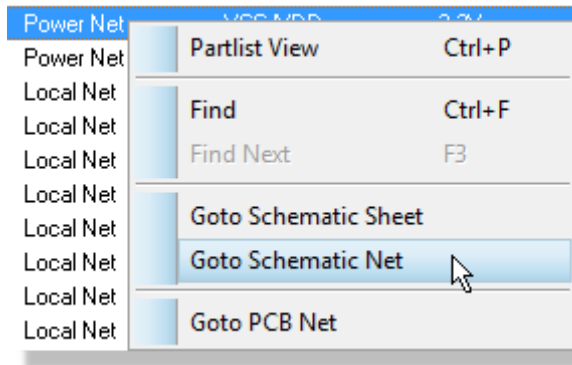 Power Net
Power Net
Local Net
Local Net
Local Net
Local Net
Local Net
Local Net
Local Net
Local Net
Partlist View Ctrl+P
Find Ctrl+F
Find Next F3
Goto Schematic Sheet
Goto Schematic Net
Goto PCB Net